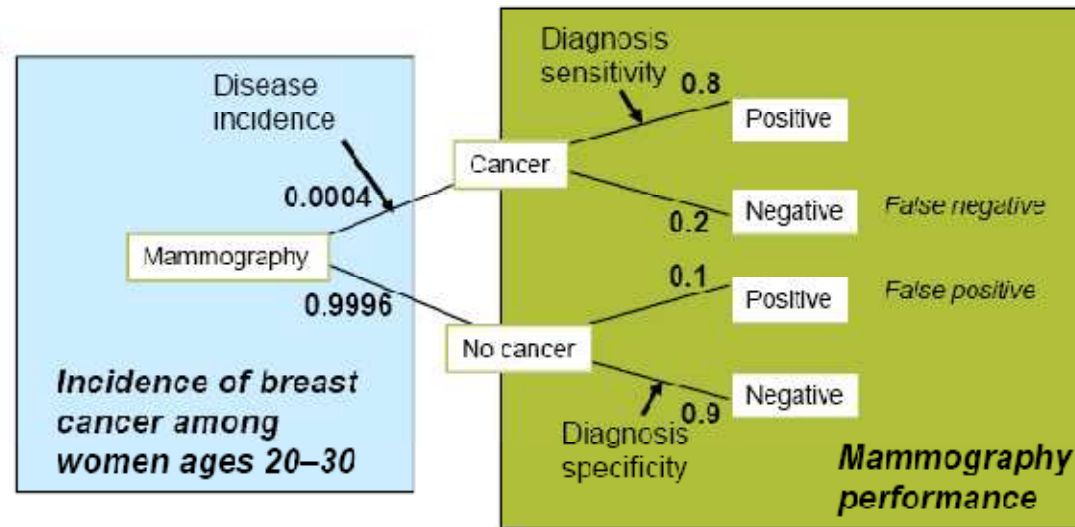 Diagnosis
sensitivity
0.8
Positive
Disease
incidence
Cancer
0.0004
0.2
Negative
False negative
Mammography
0.1
Positive
False positive
0.9996
No cancer
Incidence of breast
cancer among
women ages 20–30
Negative
0.9
Diagnosis
specificity
Mammography
performance